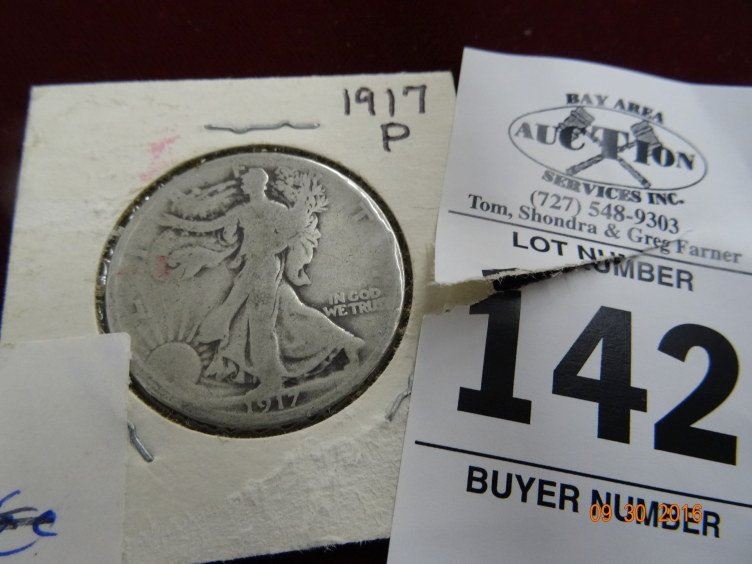 1917
P
IN GOD
WE TRUST
1917
BAY AREA
AUCTION
SERVICES INC.
(727) 548-9303
Tom, Shondra & Greg Farner
LOT NUMBER
142
BUYER NUMBER
09 30 2016